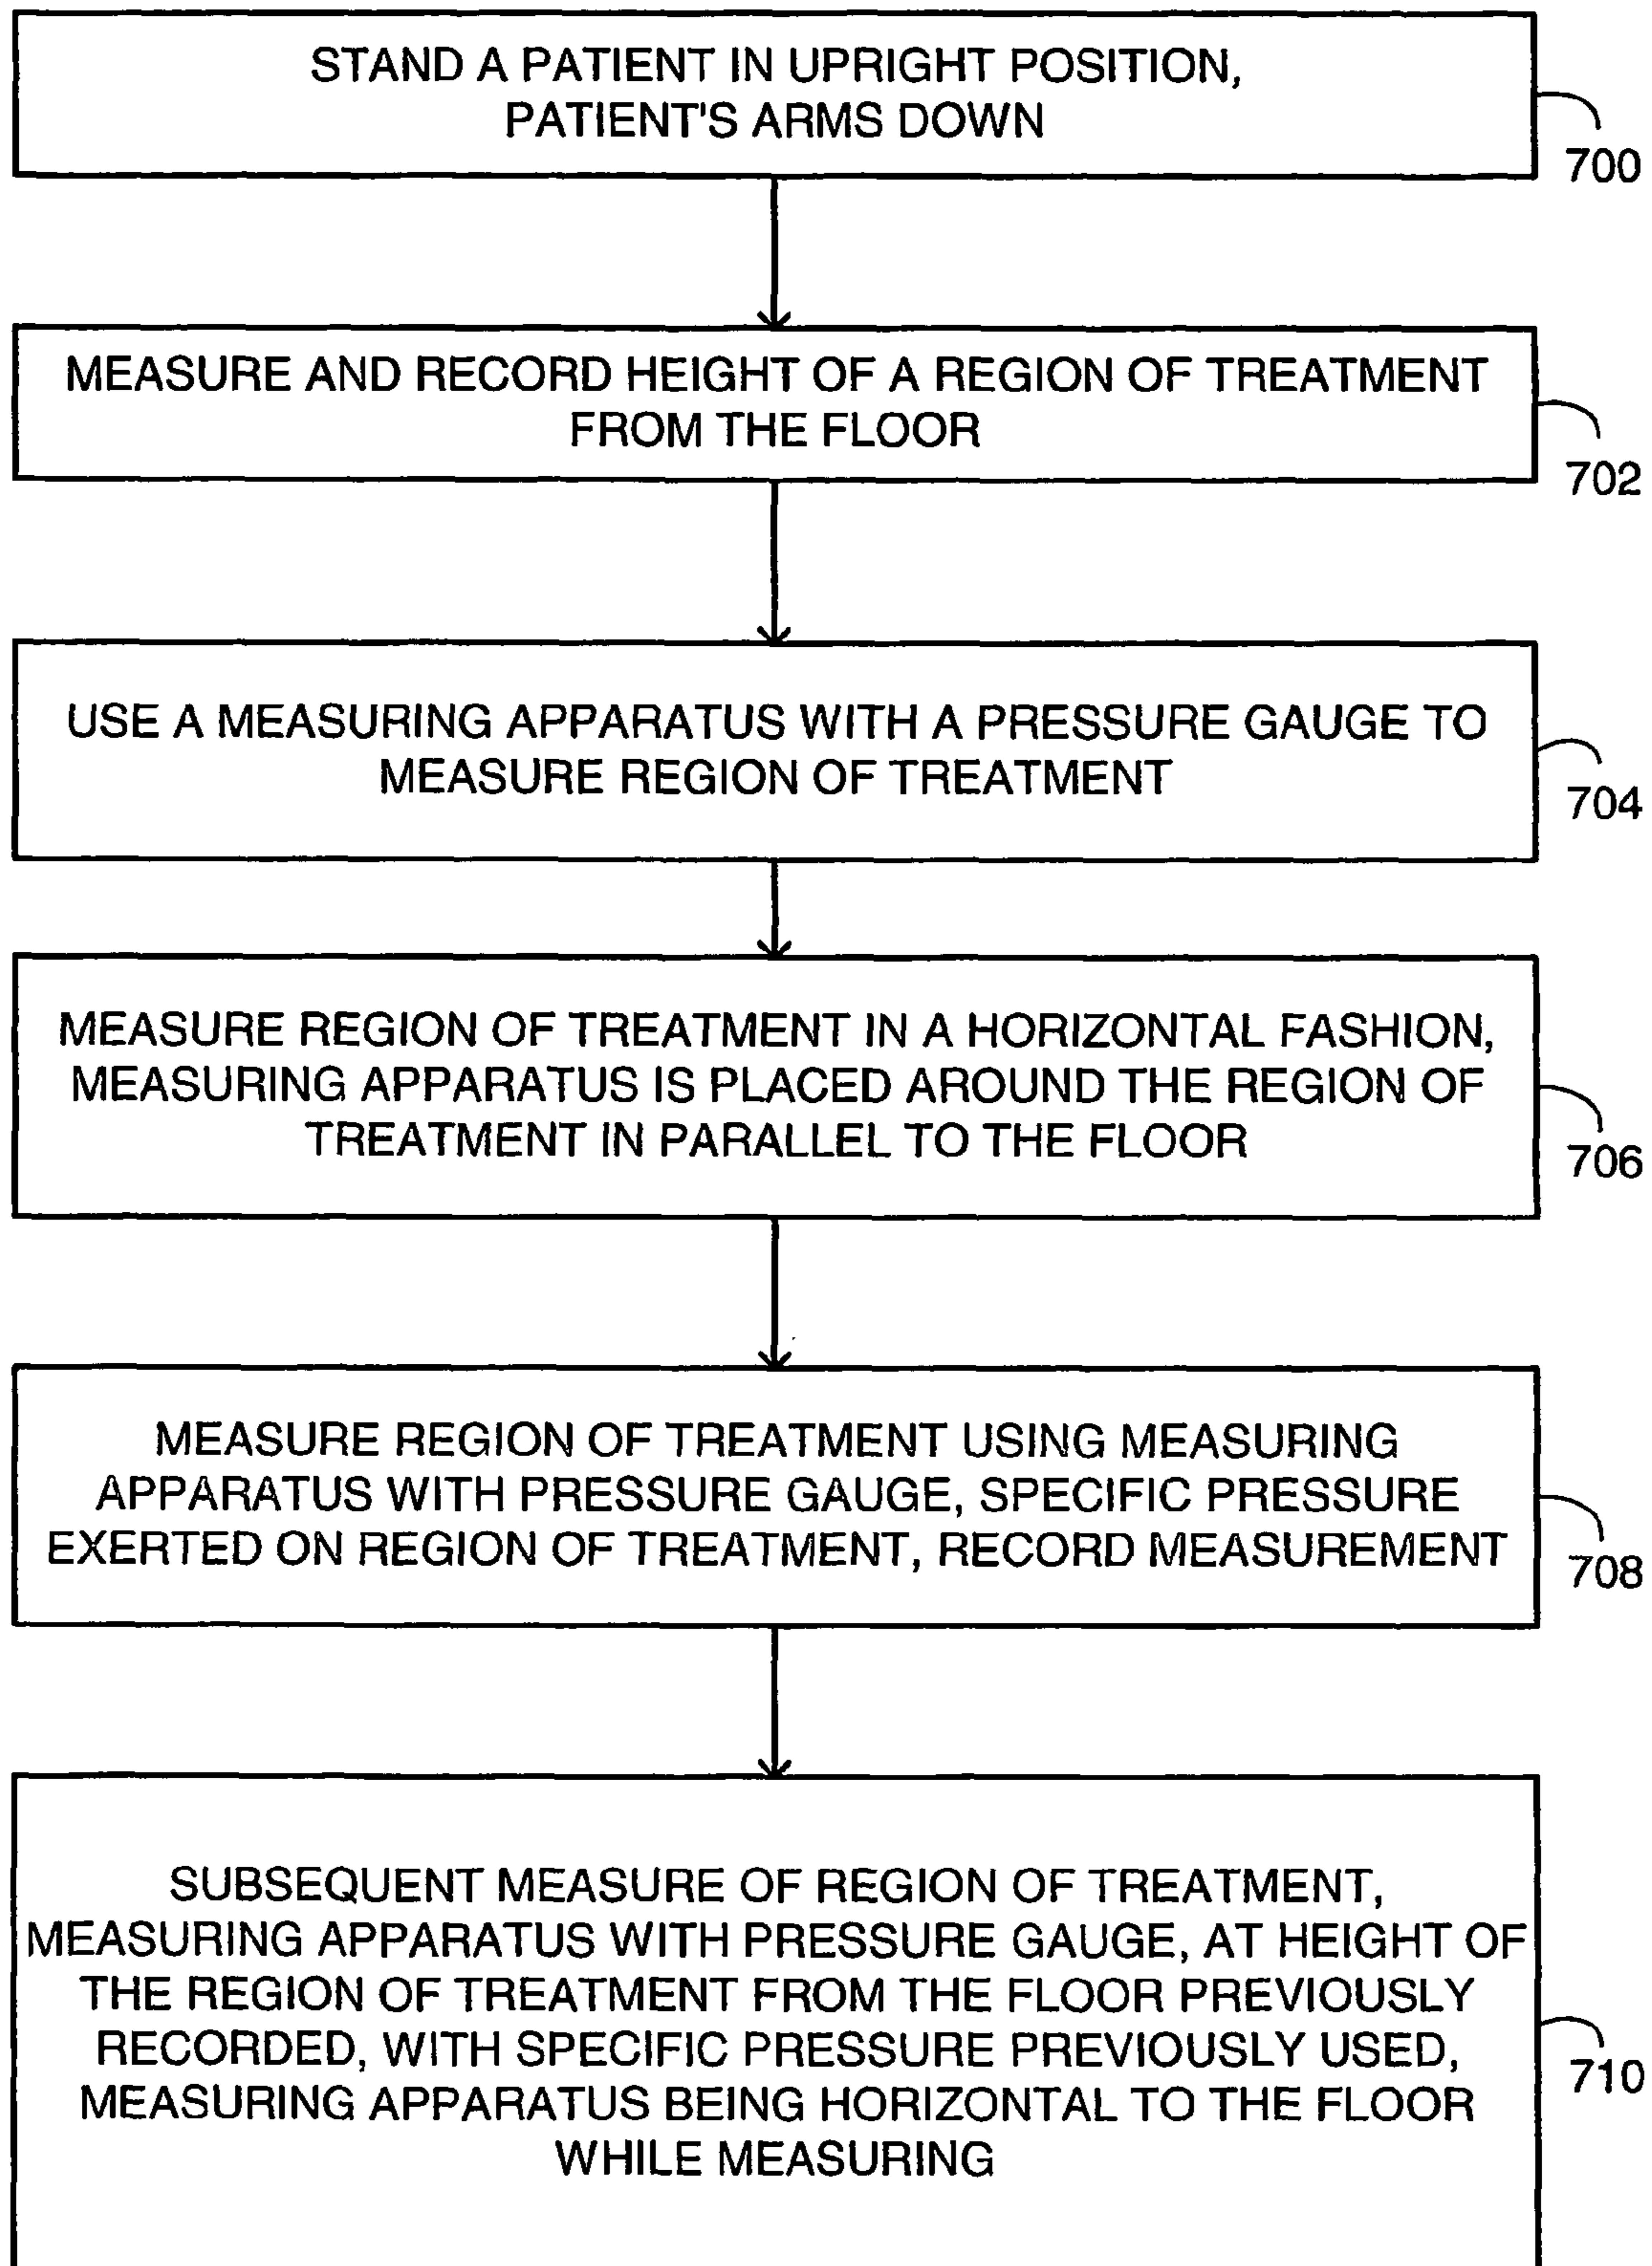 STAND A PATIENT IN UPRIGHT POSITION,
PATIENT'S ARMS DOWN
700
MEASURE AND RECORD HEIGHT OF A REGION OF TREATMENT
FROM THE FLOOR
702
USE A MEASURING APPARATUS WITH A PRESSURE GAUGE TO
MEASURE REGION OF TREATMENT
704
MEASURE REGION OF TREATMENT IN A HORIZONTAL FASHION,
MEASURING APPARATUS IS PLACED AROUND THE REGION OF
TREATMENT IN PARALLEL TO THE FLOOR
706
MEASURE REGION OF TREATMENT USING MEASURING
APPARATUS WITH PRESSURE GAUGE, SPECIFIC PRESSURE
EXERTED ON REGION OF TREATMENT, RECORD MEASUREMENT
708
SUBSEQUENT MEASURE OF REGION OF TREATMENT,
MEASURING APPARATUS WITH PRESSURE GAUGE, AT HEIGHT OF
THE REGION OF TREATMENT FROM THE FLOOR PREVIOUSLY
RECORDED, WITH SPECIFIC PRESSURE PREVIOUSLY USED,
MEASURING APPARATUS BEING HORIZONTAL TO THE FLOOR
WHILE MEASURING
710